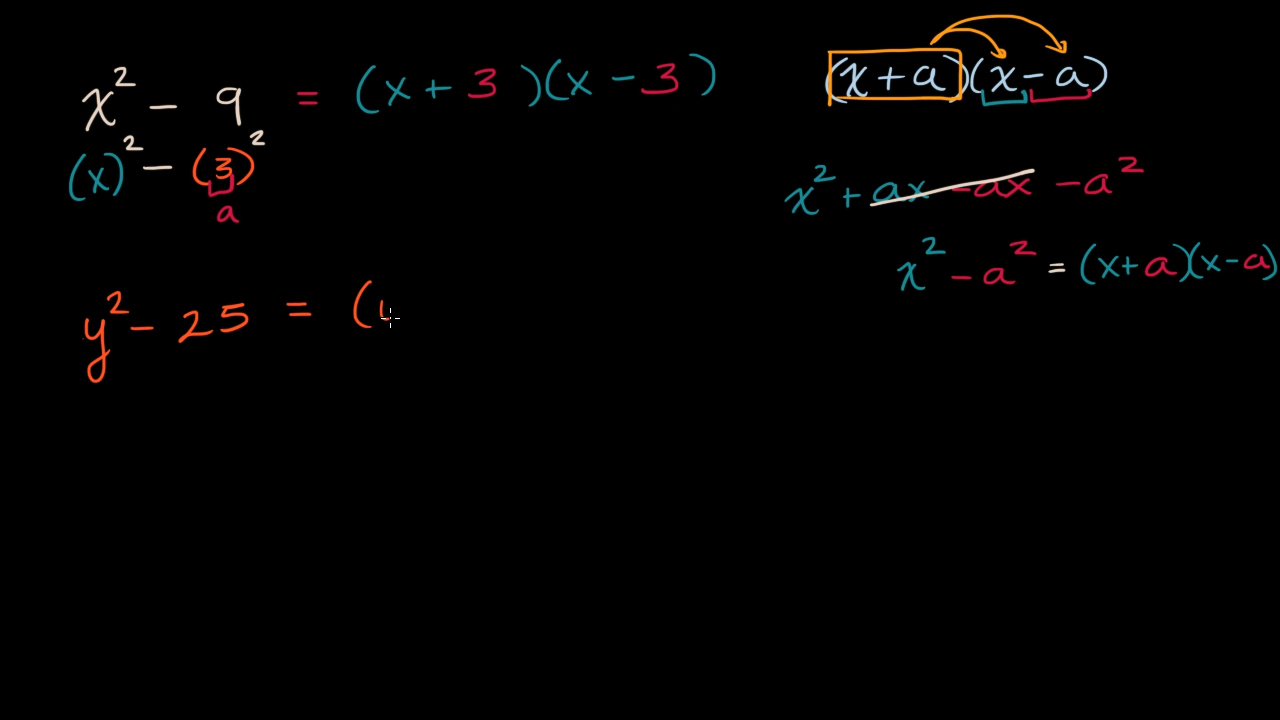 x² - 9 = (x + 3)(x - 3)
(x)² - (3)²
a
y² - 25 = (
(x + a)(x - a)
x² + ax - ax - a²
x² - a² = (x + a)(x - a)